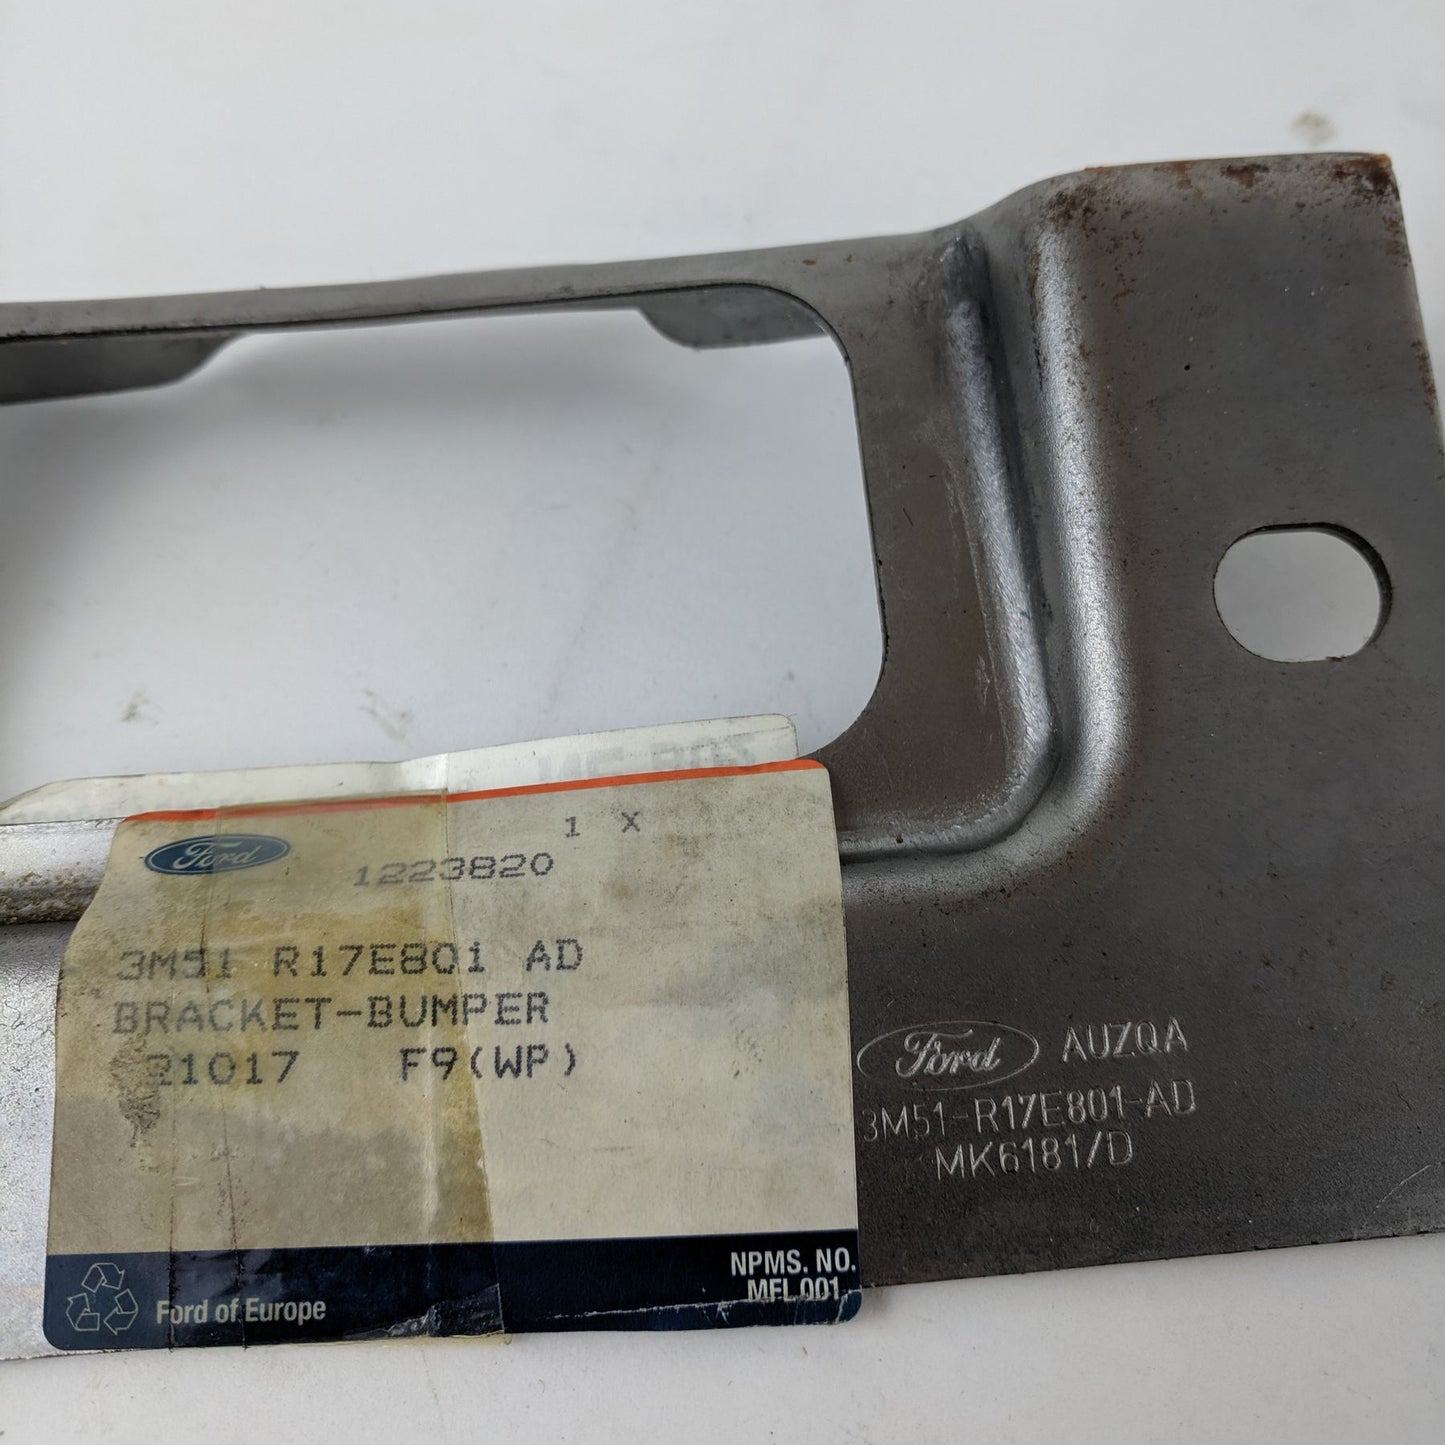 1 X
Ford
1223820
3M51 R17E801 AD
BRACKET-BUMPER
21017 F9(WP)
NPMS. NO.
MFL001
Ford of Europe
Ford AUZQA
3M51-R17E801-AD
MK6181/D